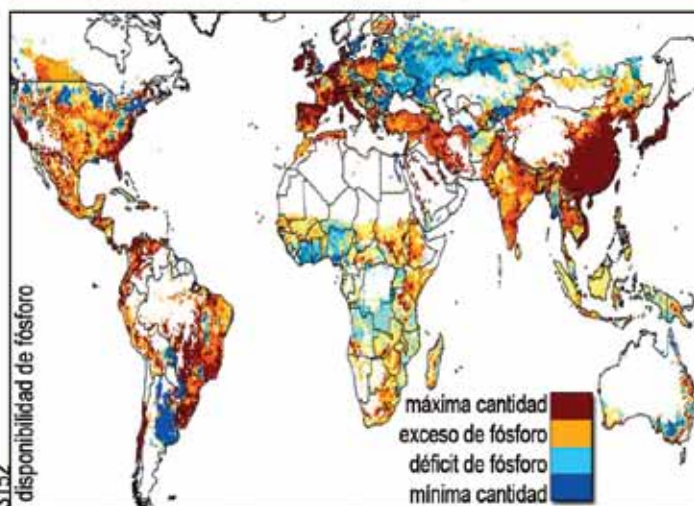 disponibilidad de fósforo
máxima cantidad
exceso de fósforo
déficit de fósforo
mínima cantidad